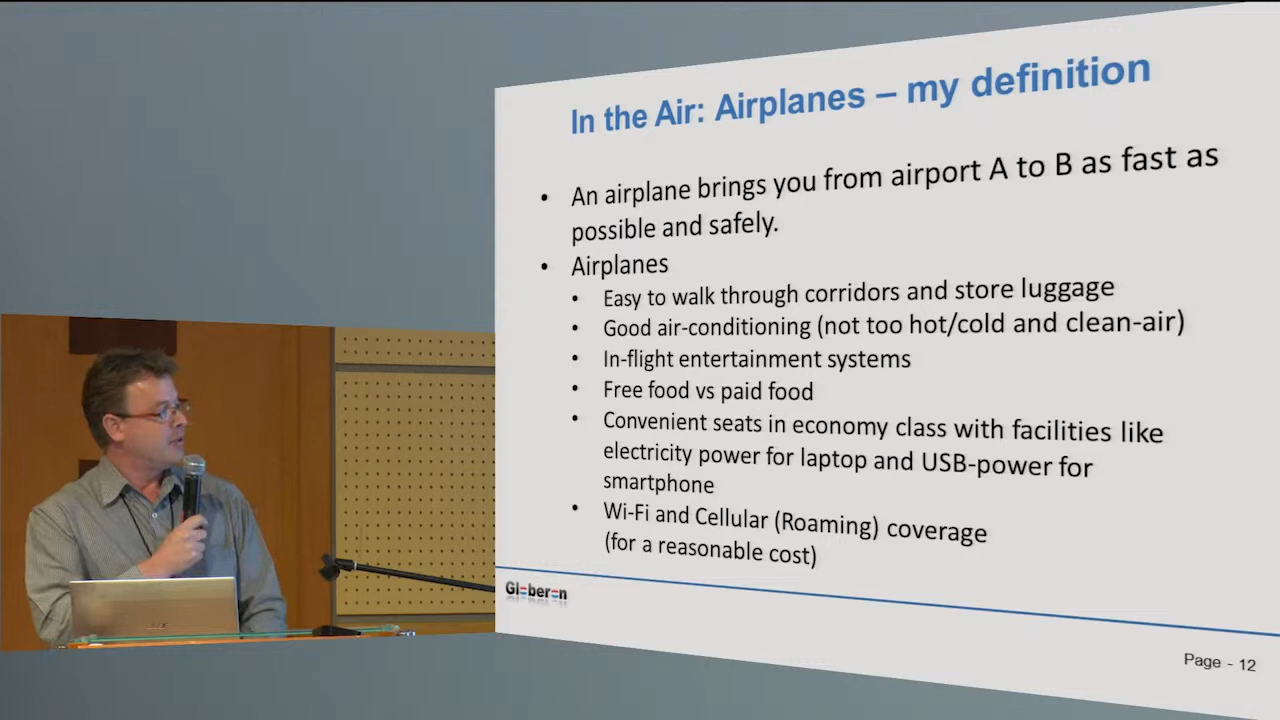 In the Air: Airplanes – my definition
• An airplane brings you from airport A to B as fast as
possible and safely.
• Airplanes
• Easy to walk through corridors and store luggage
• Good air-conditioning (not too hot/cold and clean-air)
• In-flight entertainment systems
• Free food vs paid food
• Convenient seats in economy class with facilities like
electricity power for laptop and USB-power for
smartphone
• Wi-Fi and Cellular (Roaming) coverage
(for a reasonable cost)
Globeron
Page - 12